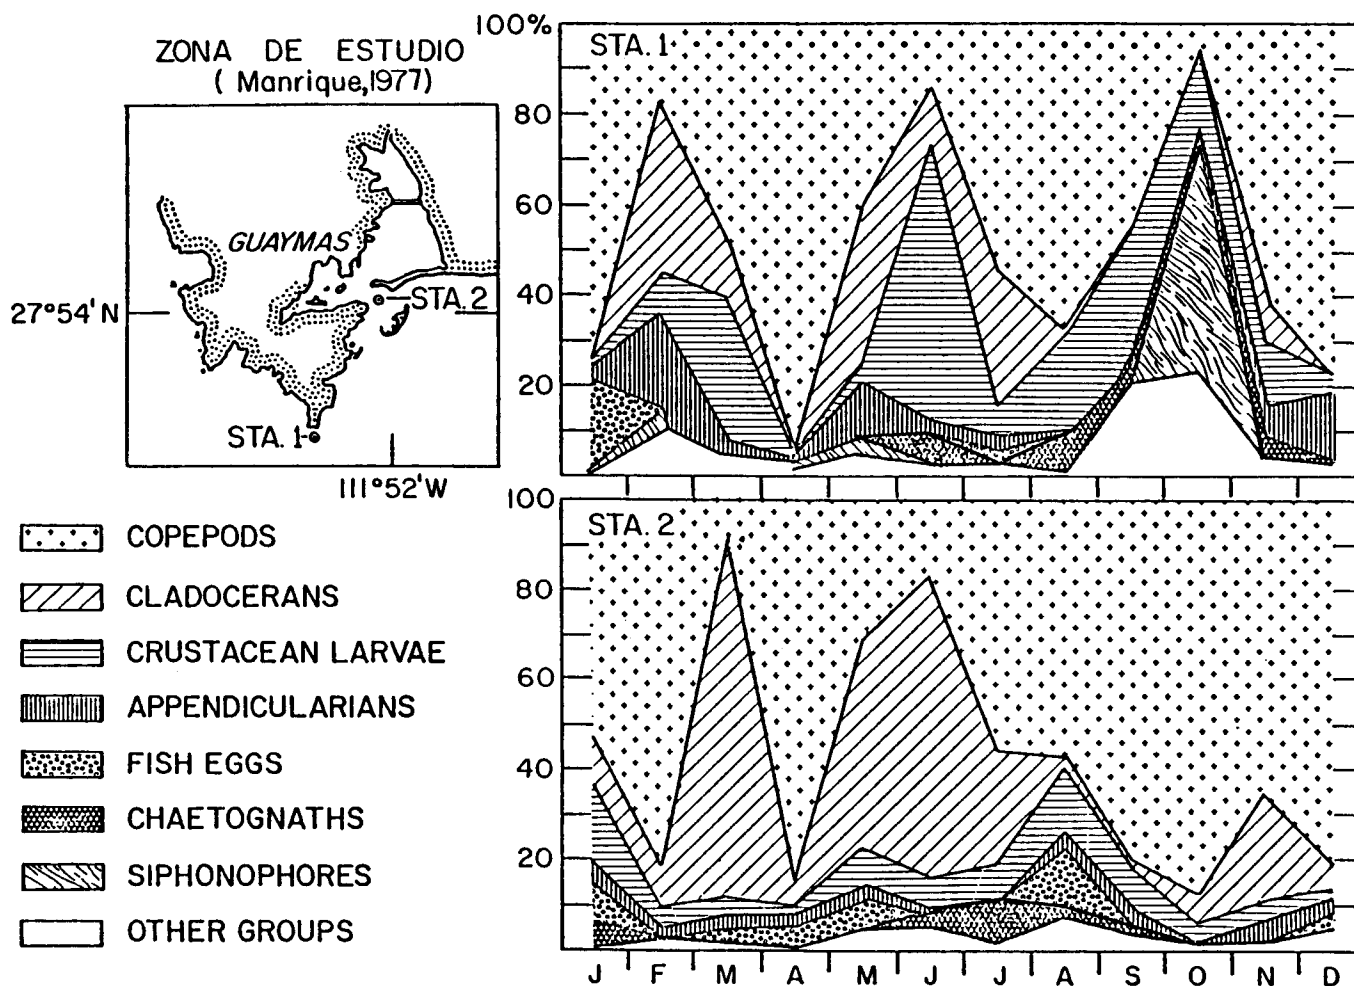 ZONA DE ESTUDIO
( Manrique,1977)
GUAYMAS
STA. 2
27°54'N
STA. 1
111°52'W
COPEPODS
CLADOCERANS
CRUSTACEAN LARVAE
APPENDICULARIANS
FISH EGGS
CHAETOGNATHS
SIPHONOPHORES
OTHER GROUPS
100%
STA. 1
80
60
40
20
100
STA. 2
80
60
40
20
J F M A M J J A S O N D